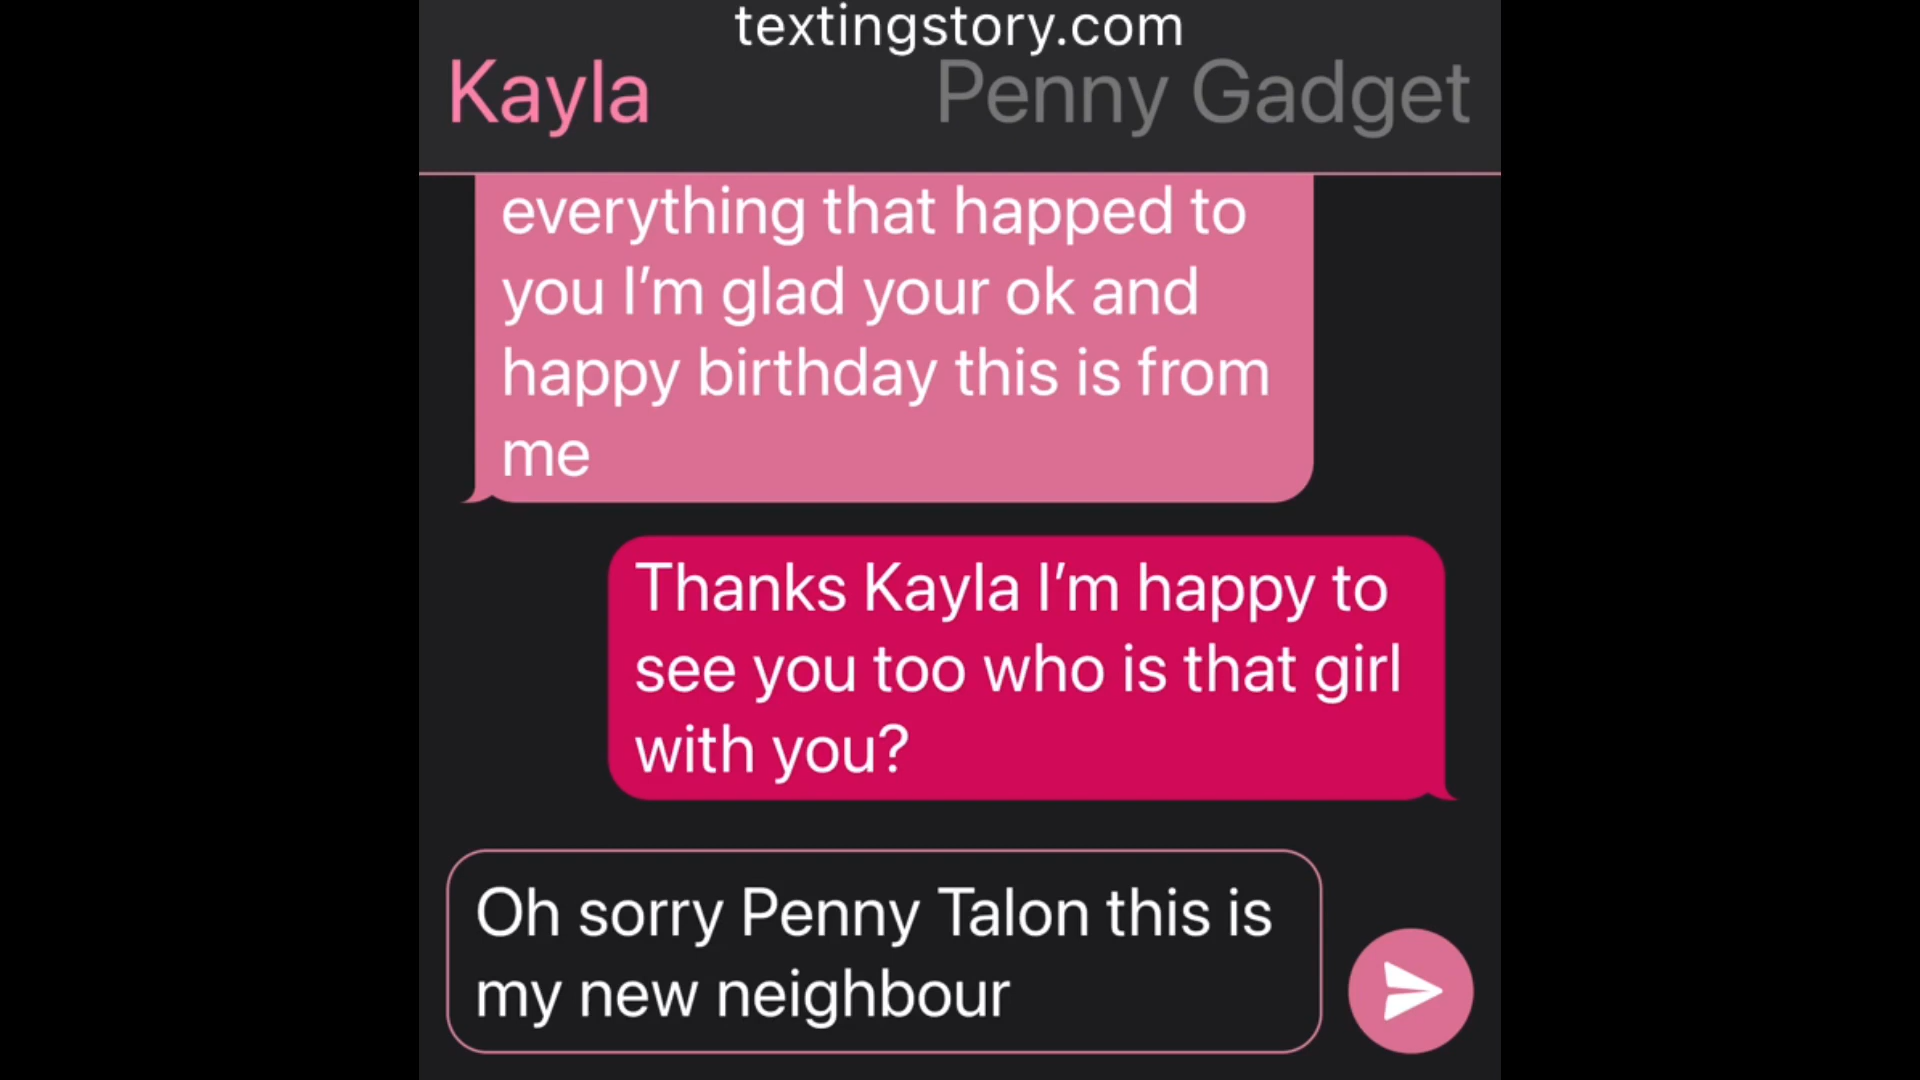 textingstory.com
Kayla
Penny Gadget
everything that happed to
you I’m glad your ok and
happy birthday this is from
me
Thanks Kayla I’m happy to
see you too who is that girl
with you?
Oh sorry Penny Talon this is
my new neighbour